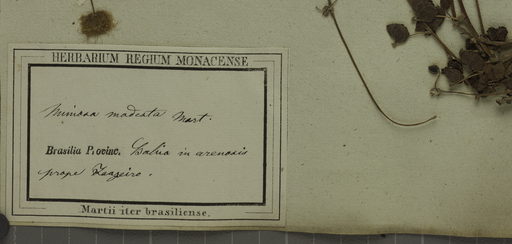 HERBARIUM REGIUM MONACENSE
Mimosa modesta Mart.
Brasilia Provinc. Bahia in arenosis
prope Joazeiro.
Martii iter brasiliense.